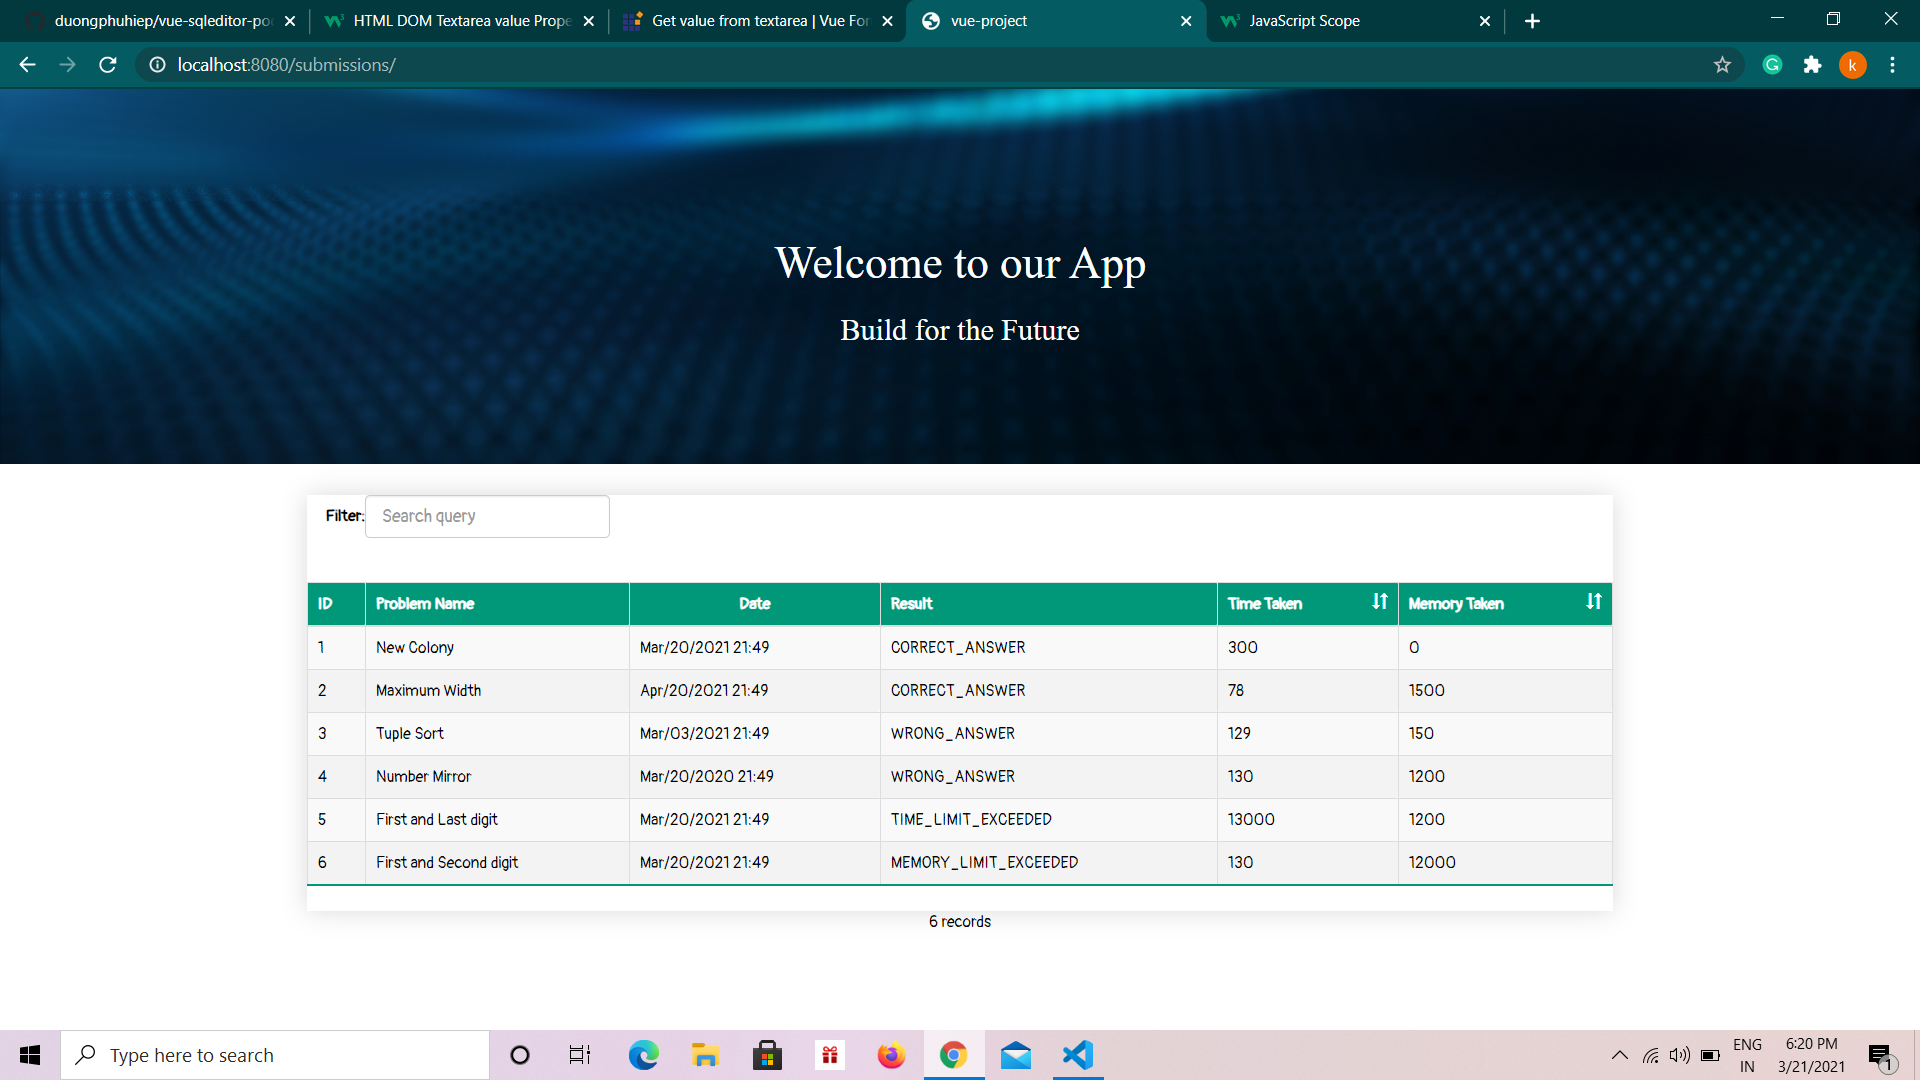 duongphuhiep/vue-sqleditor-po
HTML DOM Textarea value Prope
Get value from textarea | Vue For
vue-project
JavaScript Scope
localhost:8080/submissions/
k
Welcome to our App
Build for the Future
Filter: Search query
ID Problem Name Date Result Time Taken Memory Taken
1 New Colony Mar/20/2021 21:49 CORRECT_ANSWER 300 0
2 Maximum Width Apr/20/2021 21:49 CORRECT_ANSWER 78 1500
3 Tuple Sort Mar/03/2021 21:49 WRONG_ANSWER 129 150
4 Number Mirror Mar/20/2020 21:49 WRONG_ANSWER 130 1200
5 First and Last digit Mar/20/2021 21:49 TIME_LIMIT_EXCEEDED 13000 1200
6 First and Second digit Mar/20/2021 21:49 MEMORY_LIMIT_EXCEEDED 130 12000
6 records
Type here to search
ENG
IN
6:20 PM
3/21/2021
1